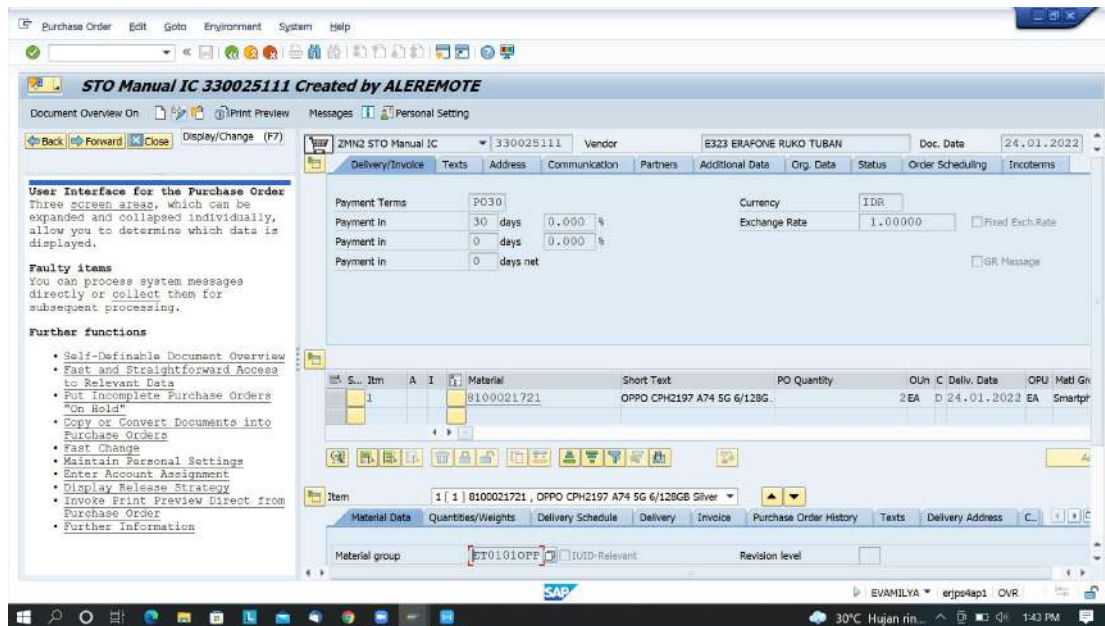 Purchase Order Edit Goto Environment System Help
STO Manual IC 330025111 Created by ALEREMOTE
Document Overview On Print Preview Messages Personal Setting
Back Forward Close Display/Change (F7)
ZMN2 STO Manual IC 330025111 Vendor E323 ERAFONE RUKO TUBAN Doc. Date 24.01.2022
Delivery/Invoice Texts Address Communication Partners Additional Data Org. Data Status Order Scheduling Incoterms
User Interface for the Purchase Order
Three screen areas, which can be
expanded and collapsed individually,
allow you to determine which data is
displayed.
Faulty items
You can process system messages
directly or collect them for
subsequent processing.
Further functions
• Self-Definable Document Overview
• Fast and Straightforward Access
to Relevant Data
• Put Incomplete Purchase Orders
"On Hold"
• Copy or Convert Documents into
Purchase Orders
• Fast Change
• Maintain Personal Settings
• Enter Account Assignment
• Display Release Strategy
• Invoke Print Preview Direct from
Purchase Order
• Further Information
Payment Terms PO30 Currency IDR
Payment in 30 days 0.000 % Exchange Rate 1.00000 Fixed Exch.Rate
Payment in 0 days 0.000 %
Payment in 0 days net GR Message
S... Itm A I Material Short Text PO Quantity OUn C Deliv. Date OPU Matl Gr
1 8100021721 OPPO CPH2197 A74 5G 6/128G.. 2 EA D 24.01.2022 EA Smartph
Item 1 [ 1 ] 8100021721 , OPPO CPH2197 A74 5G 6/128GB Silver
Material Data Quantities/Weights Delivery Schedule Delivery Invoice Purchase Order History Texts Delivery Address C...
Material group ET0101OPP IUID-Relevant Revision level
SAP EVAMILYA erjps4ap1 OVR
30°C Hujan rin... 1:43 PM